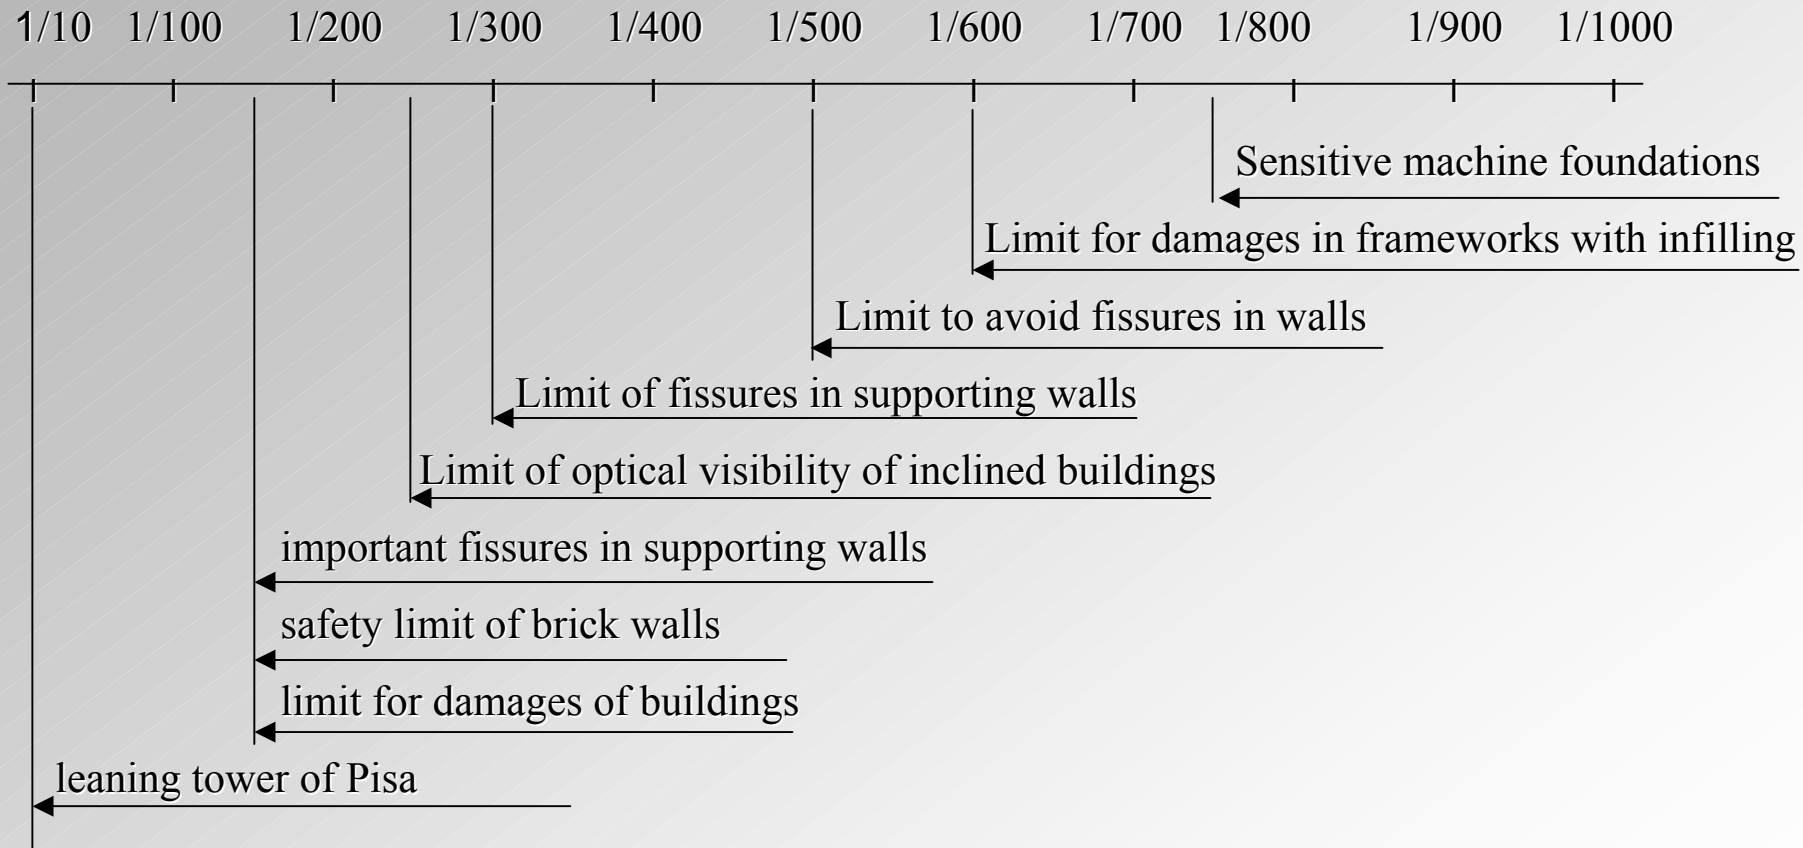 1/10 1/100 1/200 1/300 1/400 1/500 1/600 1/700 1/800 1/900 1/1000
Sensitive machine foundations
Limit for damages in frameworks with infilling
Limit to avoid fissures in walls
Limit of fissures in supporting walls
Limit of optical visibility of inclined buildings
important fissures in supporting walls
safety limit of brick walls
limit for damages of buildings
leaning tower of Pisa